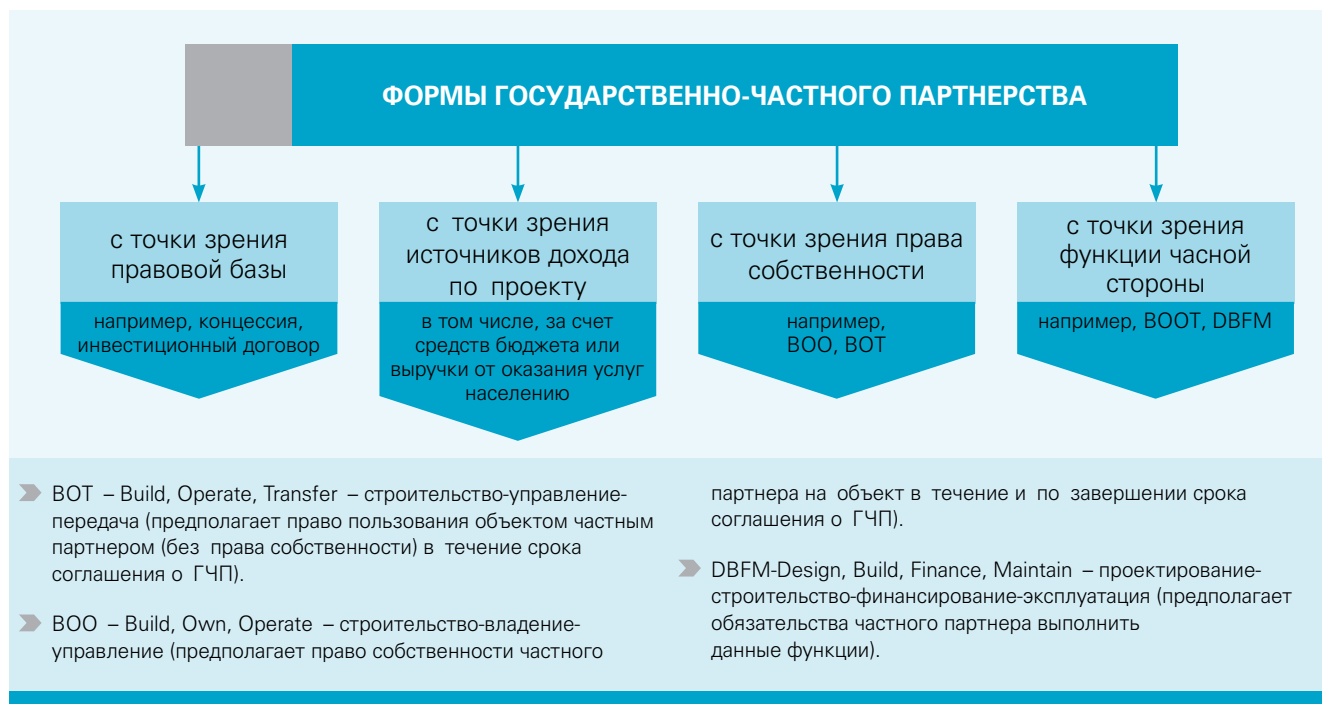 ФОРМЫ ГОСУДАРСТВЕННО-ЧАСТНОГО ПАРТНЕРСТВА
с точки зрения
правовой базы
например, концессия,
инвестиционный договор
с точки зрения
источников дохода
по проекту
в том числе, за счет
средств бюджета или
выручки от оказания услуг
населению
с точки зрения права
собственности
например,
BOO, BOT
с точки зрения
функции часной
стороны
например, BOOT, DBFM
BOT – Build, Operate, Transfer – строительство-управление-
передача (предполагает право пользования объектом частным
партнером (без права собственности) в течение срока
соглашения о ГЧП).
BOO – Build, Own, Operate – строительство-владение-
управление (предполагает право собственности частного
партнера на объект в течение и по завершении срока
соглашения о ГЧП).
DBFM-Design, Build, Finance, Maintain – проектирование-
строительство-финансирование-эксплуатация (предполагает
обязательства частного партнера выполнить
данные функции).